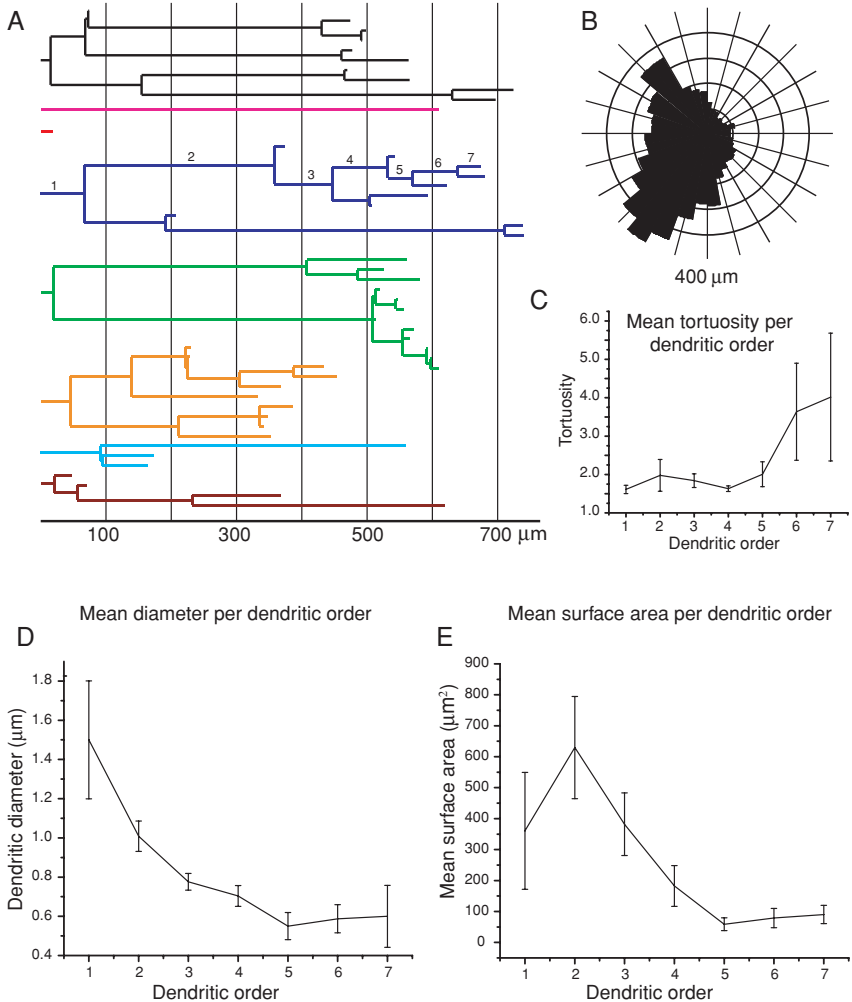 A
1
2
3
4
5
6
7
100 300 500 700 μm
B
400 μm
C
Mean tortuosity per
dendritic order
Tortuosity
6.0
5.0
4.0
3.0
2.0
1.0
1 2 3 4 5 6 7
Dendritic order
Mean diameter per dendritic order
D
Dendritic diameter (μm)
1.8
1.6
1.4
1.2
1.0
0.8
0.6
0.4
1 2 3 4 5 6 7
Dendritic order
Mean surface area per dendritic order
E
Mean surface area (μm²)
900
800
700
600
500
400
300
200
100
0
1 2 3 4 5 6 7
Dendritic order